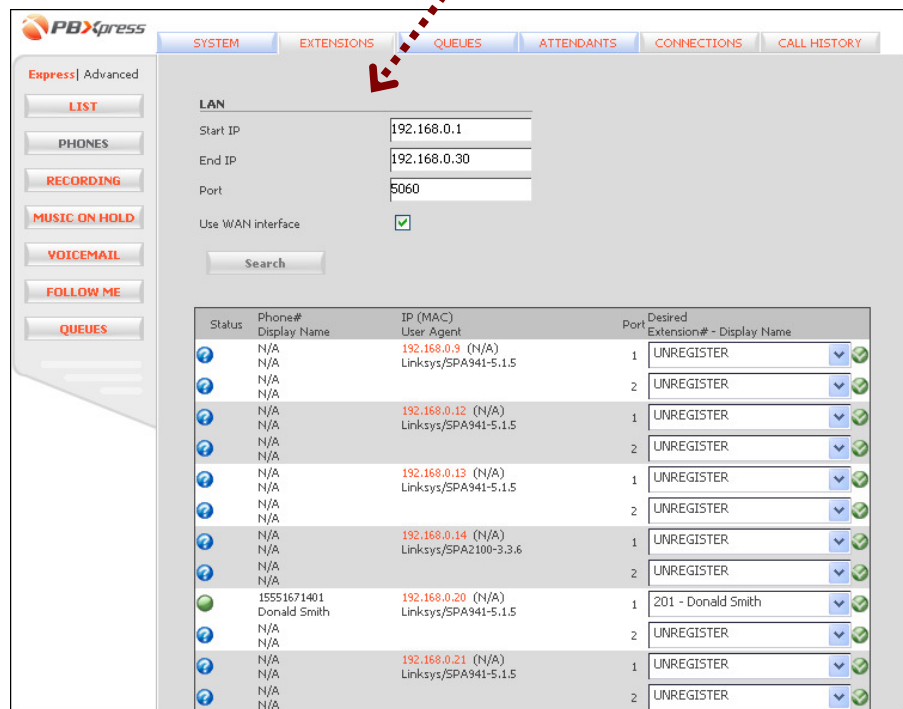 PBXpress
SYSTEM EXTENSIONS QUEUES ATTENDANTS CONNECTIONS CALL HISTORY
Express| Advanced
LIST
PHONES
RECORDING
MUSIC ON HOLD
VOICEMAIL
FOLLOW ME
QUEUES
LAN
Start IP 192.168.0.1
End IP 192.168.0.30
Port 5060
Use WAN interface
Search
Status Phone# Display Name IP (MAC) User Agent Port Desired Extension# - Display Name
N/A 192.168.0.9 (N/A) 1 UNREGISTER
N/A Linksys/SPA941-5.1.5
N/A 2 UNREGISTER
N/A
N/A 192.168.0.12 (N/A) 1 UNREGISTER
N/A Linksys/SPA941-5.1.5
N/A 2 UNREGISTER
N/A
N/A 192.168.0.13 (N/A) 1 UNREGISTER
N/A Linksys/SPA941-5.1.5
N/A 2 UNREGISTER
N/A
N/A 192.168.0.14 (N/A) 1 UNREGISTER
N/A Linksys/SPA2100-3.3.6
N/A 2 UNREGISTER
N/A
15551671401 192.168.0.20 (N/A) 1 201 - Donald Smith
Donald Smith Linksys/SPA941-5.1.5
N/A 2 UNREGISTER
N/A
N/A 192.168.0.21 (N/A) 1 UNREGISTER
N/A Linksys/SPA941-5.1.5
N/A 2 UNREGISTER
N/A